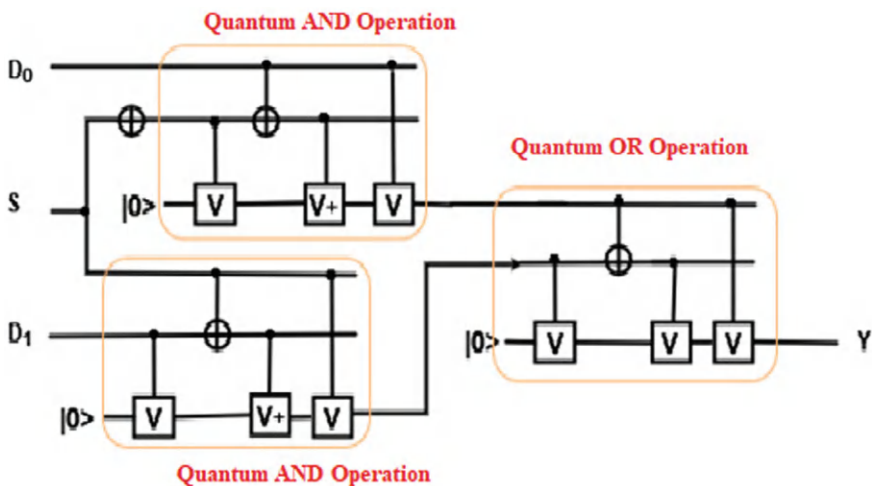 Quantum AND Operation
D0
Quantum OR Operation
S
|0> V V+ V
D1
|0> V V V Y
|0> V V+ V
Quantum AND Operation